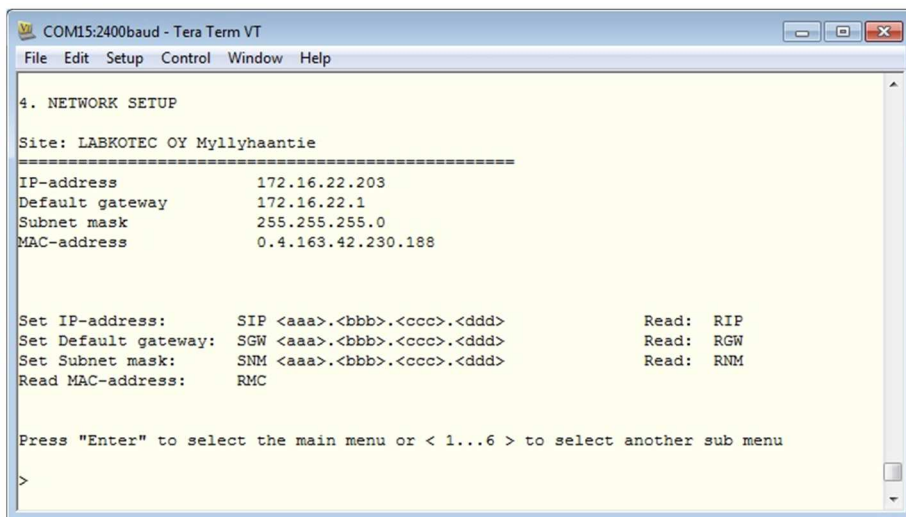 COM15:2400baud - Tera Term VT
File Edit Setup Control Window Help
4. NETWORK SETUP
Site: LABKOTEC OY Myllyhaantie
====================================================
IP-address 172.16.22.203
Default gateway 172.16.22.1
Subnet mask 255.255.255.0
MAC-address 0.4.163.42.230.188
Set IP-address: SIP <aaa>.<bbb>.<ccc>.<ddd> Read: RIP
Set Default gateway: SGW <aaa>.<bbb>.<ccc>.<ddd> Read: RGW
Set Subnet mask: SNM <aaa>.<bbb>.<ccc>.<ddd> Read: RNM
Read MAC-address: RMC
Press "Enter" to select the main menu or < 1...6 > to select another sub menu
>